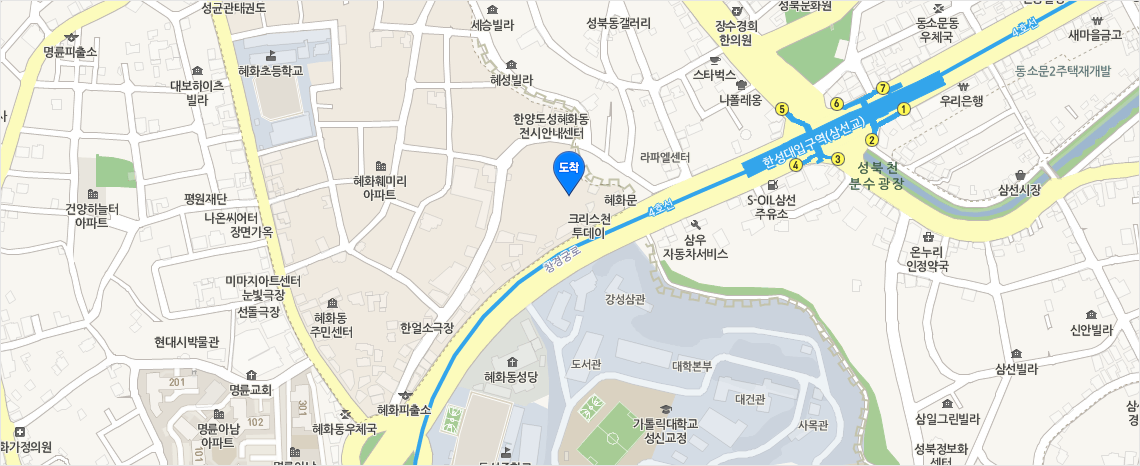 성균관태권도
명륜피출소
세승빌라
성북동갤러리
성북문화원
장수경희
한의원
동소문동
우체국
새마을금고
4호선
혜화초등학교
대보하이츠
빌라
혜성빌라
스타벅스
나폴레옹
동소문2주택재개발
우리은행
7
6
5
1
2
한성대입구역(삼선교)
3
4
한양도성혜화동
전시안내센터
라파엘센터
도착
성북천
분수광장
혜화훼미리
아파트
삼선시장
건양하늘터
아파트
평원재단
나온씨어터
장면가옥
혜화문
크리스천
투데이
4호선
S-OIL삼선
주유소
삼우
자동차서비스
온누리
인정약국
창경궁로
미마지아트센터
눈빛극장
선돌극장
혜화동
주민센터
한얼소극장
강성삼관
신안빌라
현대시박물관
도서관
대학본부
삼선빌라
혜화동성당
명륜교회
201
102
101
301
302
대건관
사목관
혜화피출소
명륜아남
아파트
혜화동우체국
가톨릭대학교
성신교정
삼일그린빌라
성북정보화
센터
화가정의원